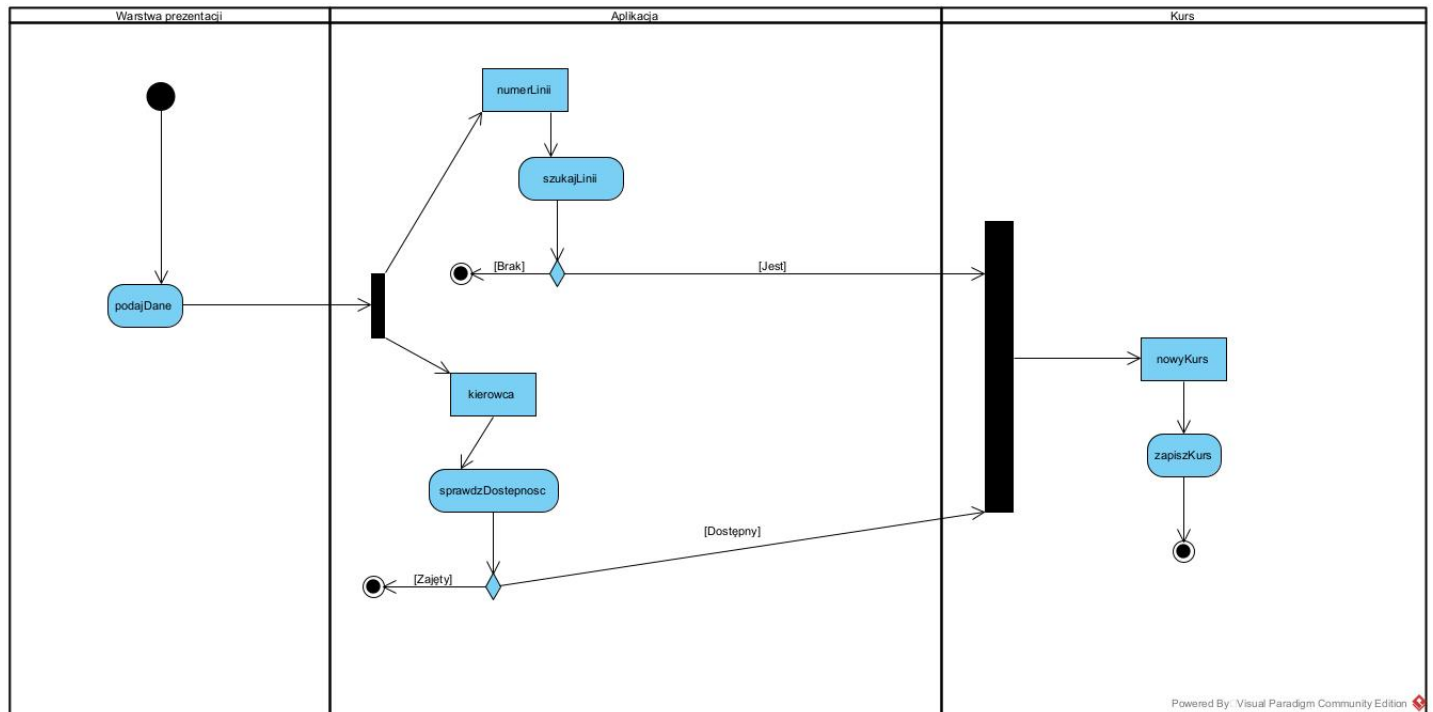 Warstwa prezentacji
Aplikacja
Kurs
numerLinii
szukajLinii
[Brak]
[Jest]
podajDane
nowyKurs
kierowca
zapiszKurs
sprawdzDostepnosc
[Dostępny]
[Zajęty]
Powered By: Visual Paradigm Community Edition